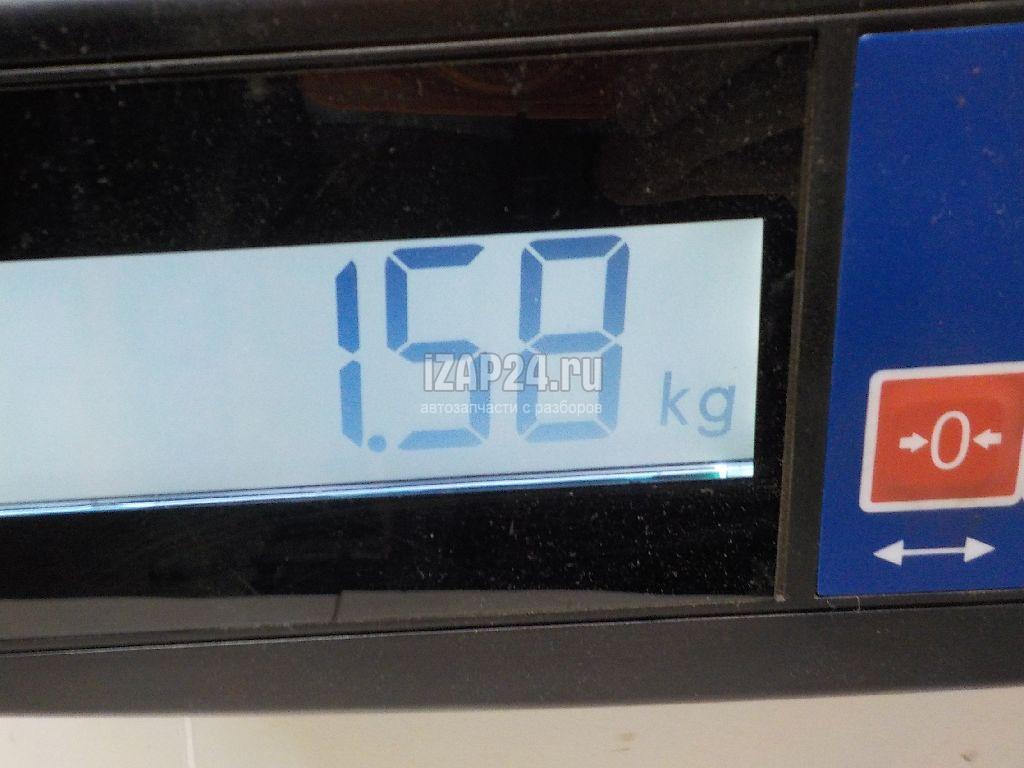 1.58 kg
iZAP24.ru
автозапчасти с разборов
0